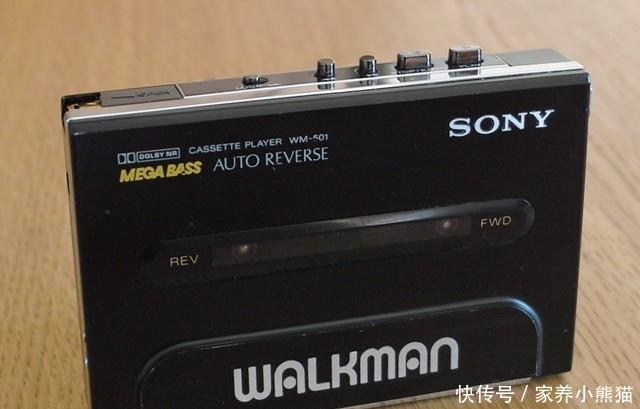 SONY
DOLBY NR CASSETTE PLAYER WM-501
MEGA BASS AUTO REVERSE
REV FWD
WALKMAN
快传号 / 家养小熊猫